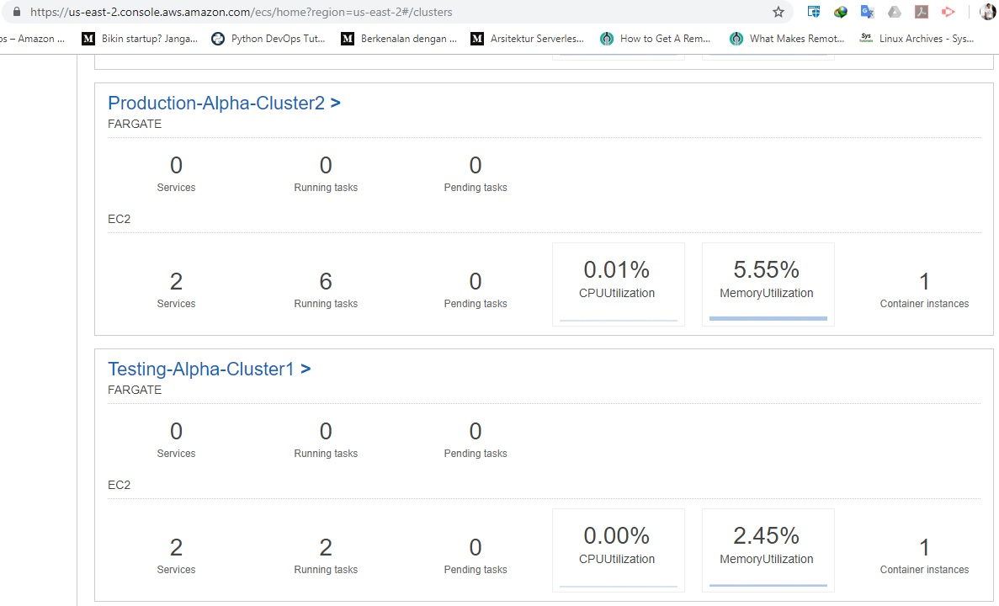 https://us-east-2.console.aws.amazon.com/ecs/home?region=us-east-2#/clusters
os – Amazon ... M Bikin startup? Janga... Python DevOps Tut... M Berkenalan dengan ... M Arsitektur Serverles... How to Get A Rem... What Makes Remot... Sys Linux Archives - Sys...
Production-Alpha-Cluster2 >
FARGATE
0 0 0
Services Running tasks Pending tasks
EC2
2 6 0 0.01% 5.55% 1
Services Running tasks Pending tasks CPUUtilization MemoryUtilization Container instances
Testing-Alpha-Cluster1 >
FARGATE
0 0 0
Services Running tasks Pending tasks
EC2
2 2 0 0.00% 2.45% 1
Services Running tasks Pending tasks CPUUtilization MemoryUtilization Container instances